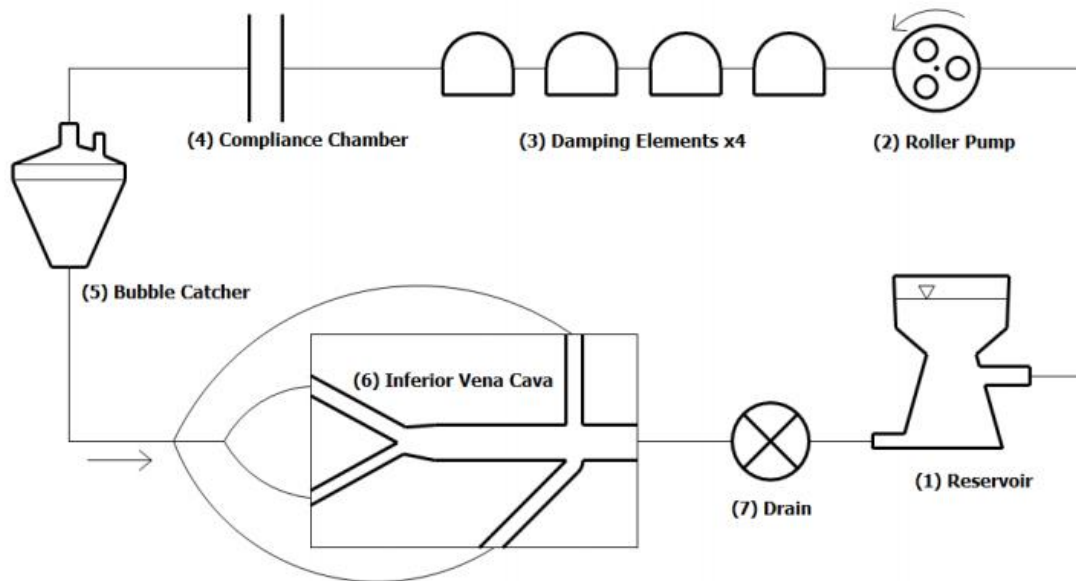 (4) Compliance Chamber
(3) Damping Elements x4
(2) Roller Pump
(5) Bubble Catcher
(6) Inferior Vena Cava
(7) Drain
(1) Reservoir